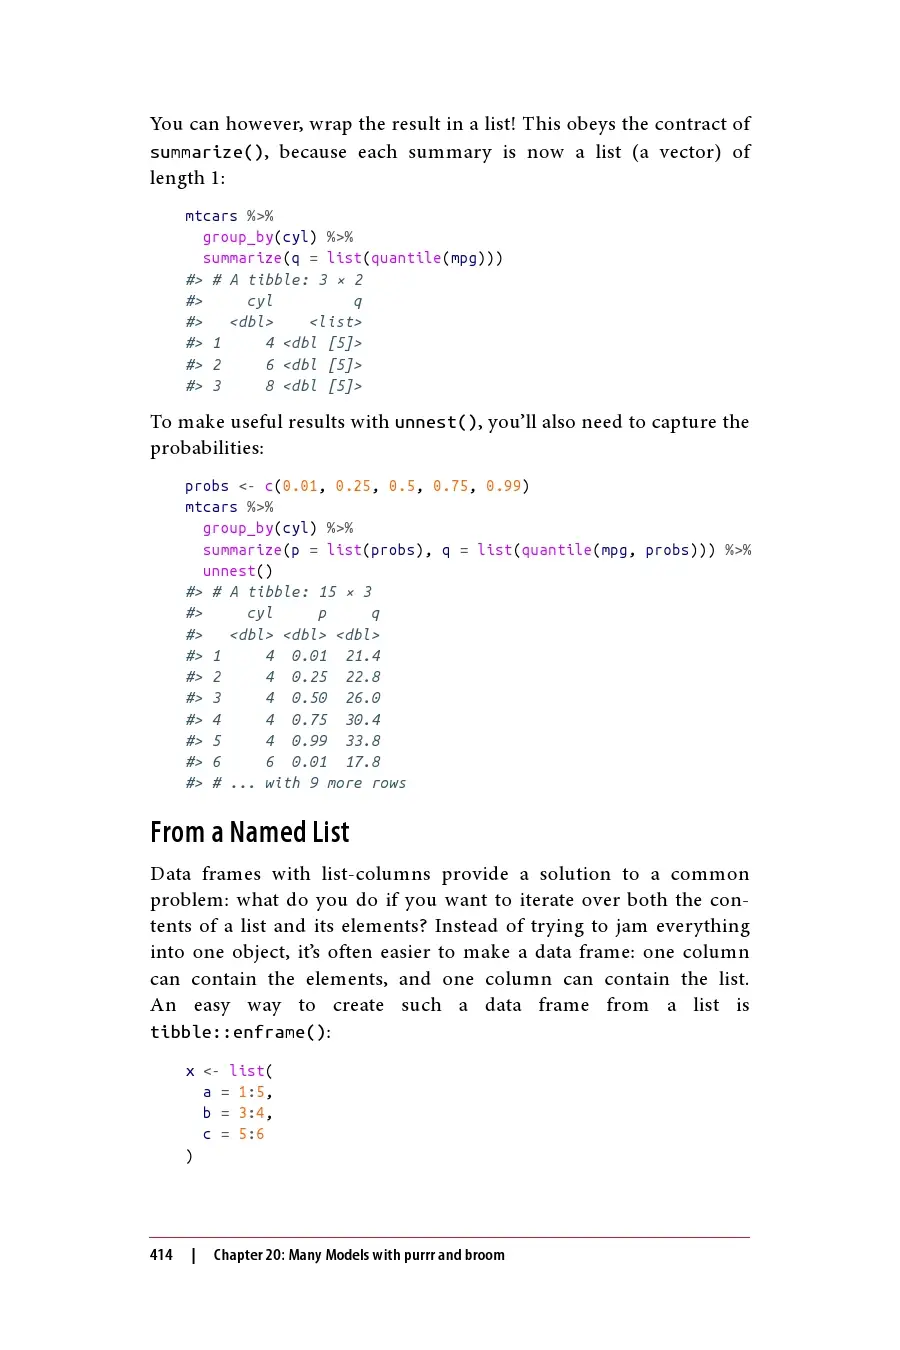 You can however, wrap the result in a list! This obeys the contract of
summarize(), because each summary is now a list (a vector) of
length 1:
mtcars %>%
  group_by(cyl) %>%
  summarize(q = list(quantile(mpg)))
#> # A tibble: 3 × 2
#>     cyl         q
#>   <dbl>    <list>
#> 1     4 <dbl [5]>
#> 2     6 <dbl [5]>
#> 3     8 <dbl [5]>
To make useful results with unnest(), you’ll also need to capture the
probabilities:
probs <- c(0.01, 0.25, 0.5, 0.75, 0.99)
mtcars %>%
  group_by(cyl) %>%
  summarize(p = list(probs), q = list(quantile(mpg, probs))) %>%
  unnest()
#> # A tibble: 15 × 3
#>     cyl     p     q
#>   <dbl> <dbl> <dbl>
#> 1     4  0.01  21.4
#> 2     4  0.25  22.8
#> 3     4  0.50  26.0
#> 4     4  0.75  30.4
#> 5     4  0.99  33.8
#> 6     6  0.01  17.8
#> # ... with 9 more rows
From a Named List
Data frames with list-columns provide a solution to a common
problem: what do you do if you want to iterate over both the con-
tents of a list and its elements? Instead of trying to jam everything
into one object, it’s often easier to make a data frame: one column
can contain the elements, and one column can contain the list.
An easy way to create such a data frame from a list is
tibble::enframe():
x <- list(
  a = 1:5,
  b = 3:4,
  c = 5:6
)
414 | Chapter 20: Many Models with purrr and broom